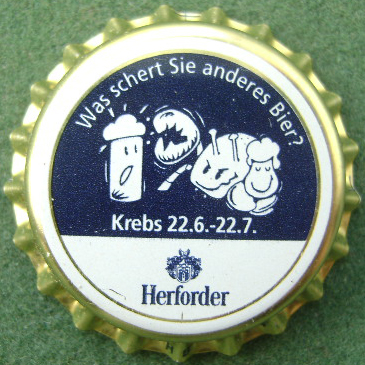 Was schert Sie anderes Bier?
Krebs 22.6.-22.7.
Herforder